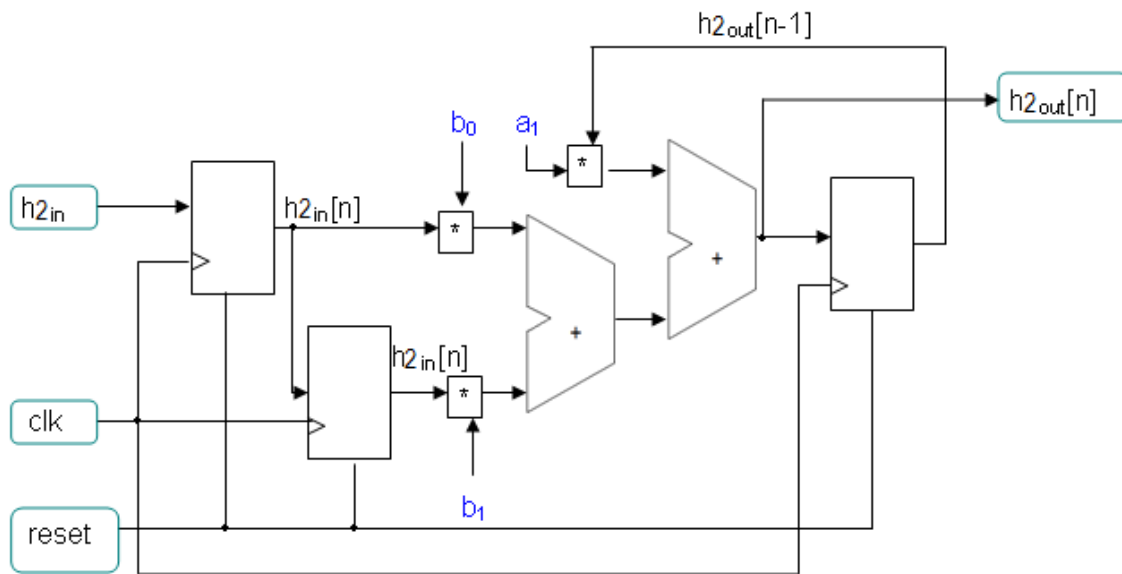 h2out[n-1]
h2out[n]
b0
a1
*
h2in
h2in[n]
*
+
+
h2in[n]
*
clk
b1
reset